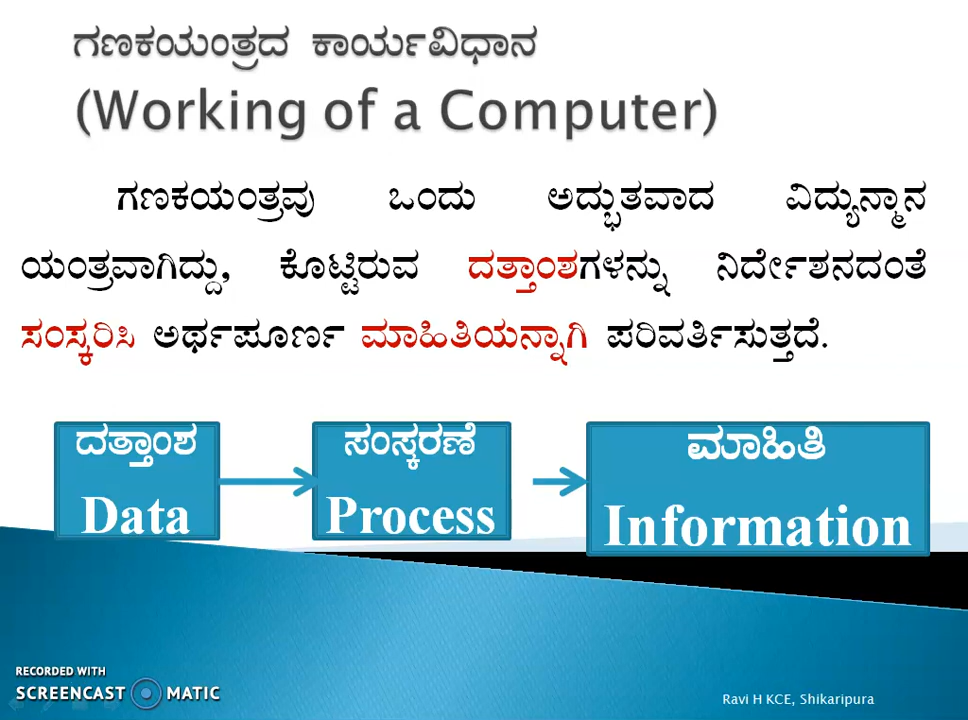 ಗಣಕಯಂತ್ರದ ಕಾರ್ಯವಿಧಾನ
(Working of a Computer)
ಗಣಕಯಂತ್ರವು ಒಂದು ಅದ್ಭುತವಾದ ವಿದ್ಯುನ್ಮಾನ
ಯಂತ್ರವಾಗಿದ್ದು, ಕೊಟ್ಟಿರುವ ದತ್ತಾಂಶಗಳನ್ನು ನಿರ್ದೇಶನದಂತೆ
ಸಂಸ್ಕರಿಸಿ ಅರ್ಥಪೂರ್ಣ ಮಾಹಿತಿಯನ್ನಾಗಿ ಪರಿವರ್ತಿಸುತ್ತದೆ.
ದತ್ತಾಂಶ ಸಂಸ್ಕರಣೆ ಮಾಹಿತಿ
Data Process Information
RECORDED WITH
SCREENCAST MATIC
Ravi H KCE, Shikaripura